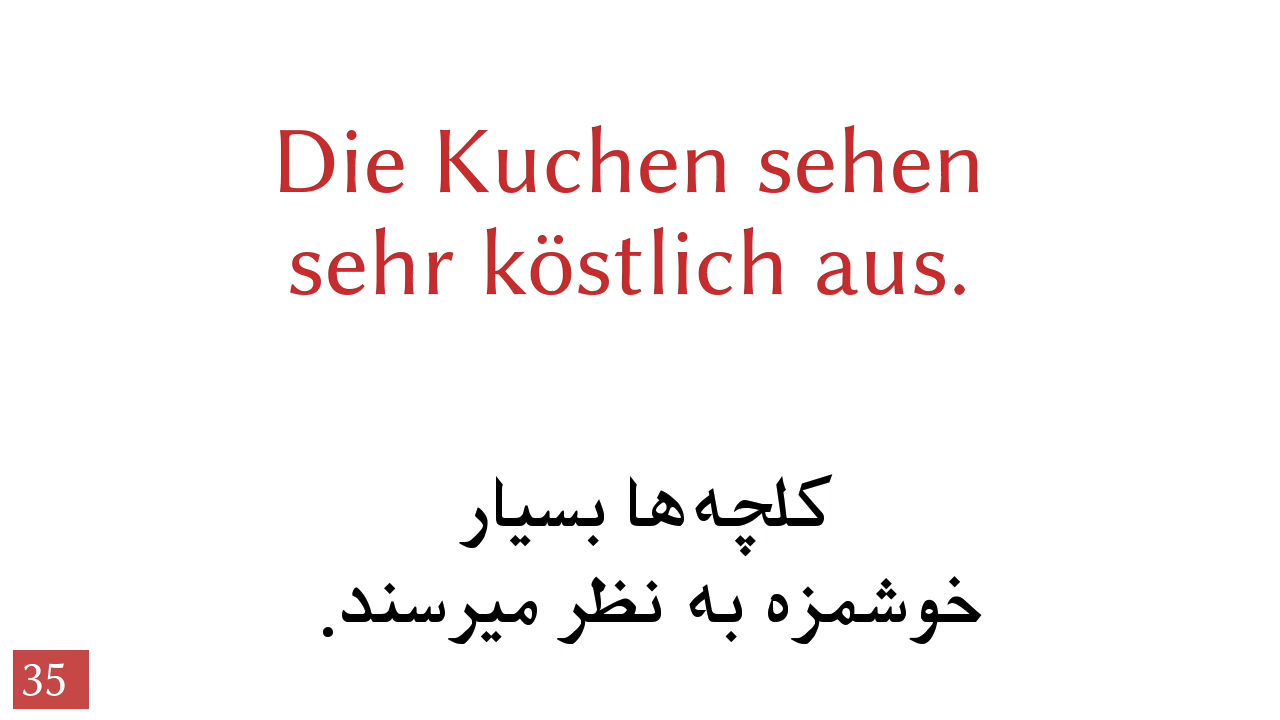 Die Kuchen sehen
sehr köstlich aus.
کلچه‌ها بسیار
خوشمزه به نظر میرسند.
35